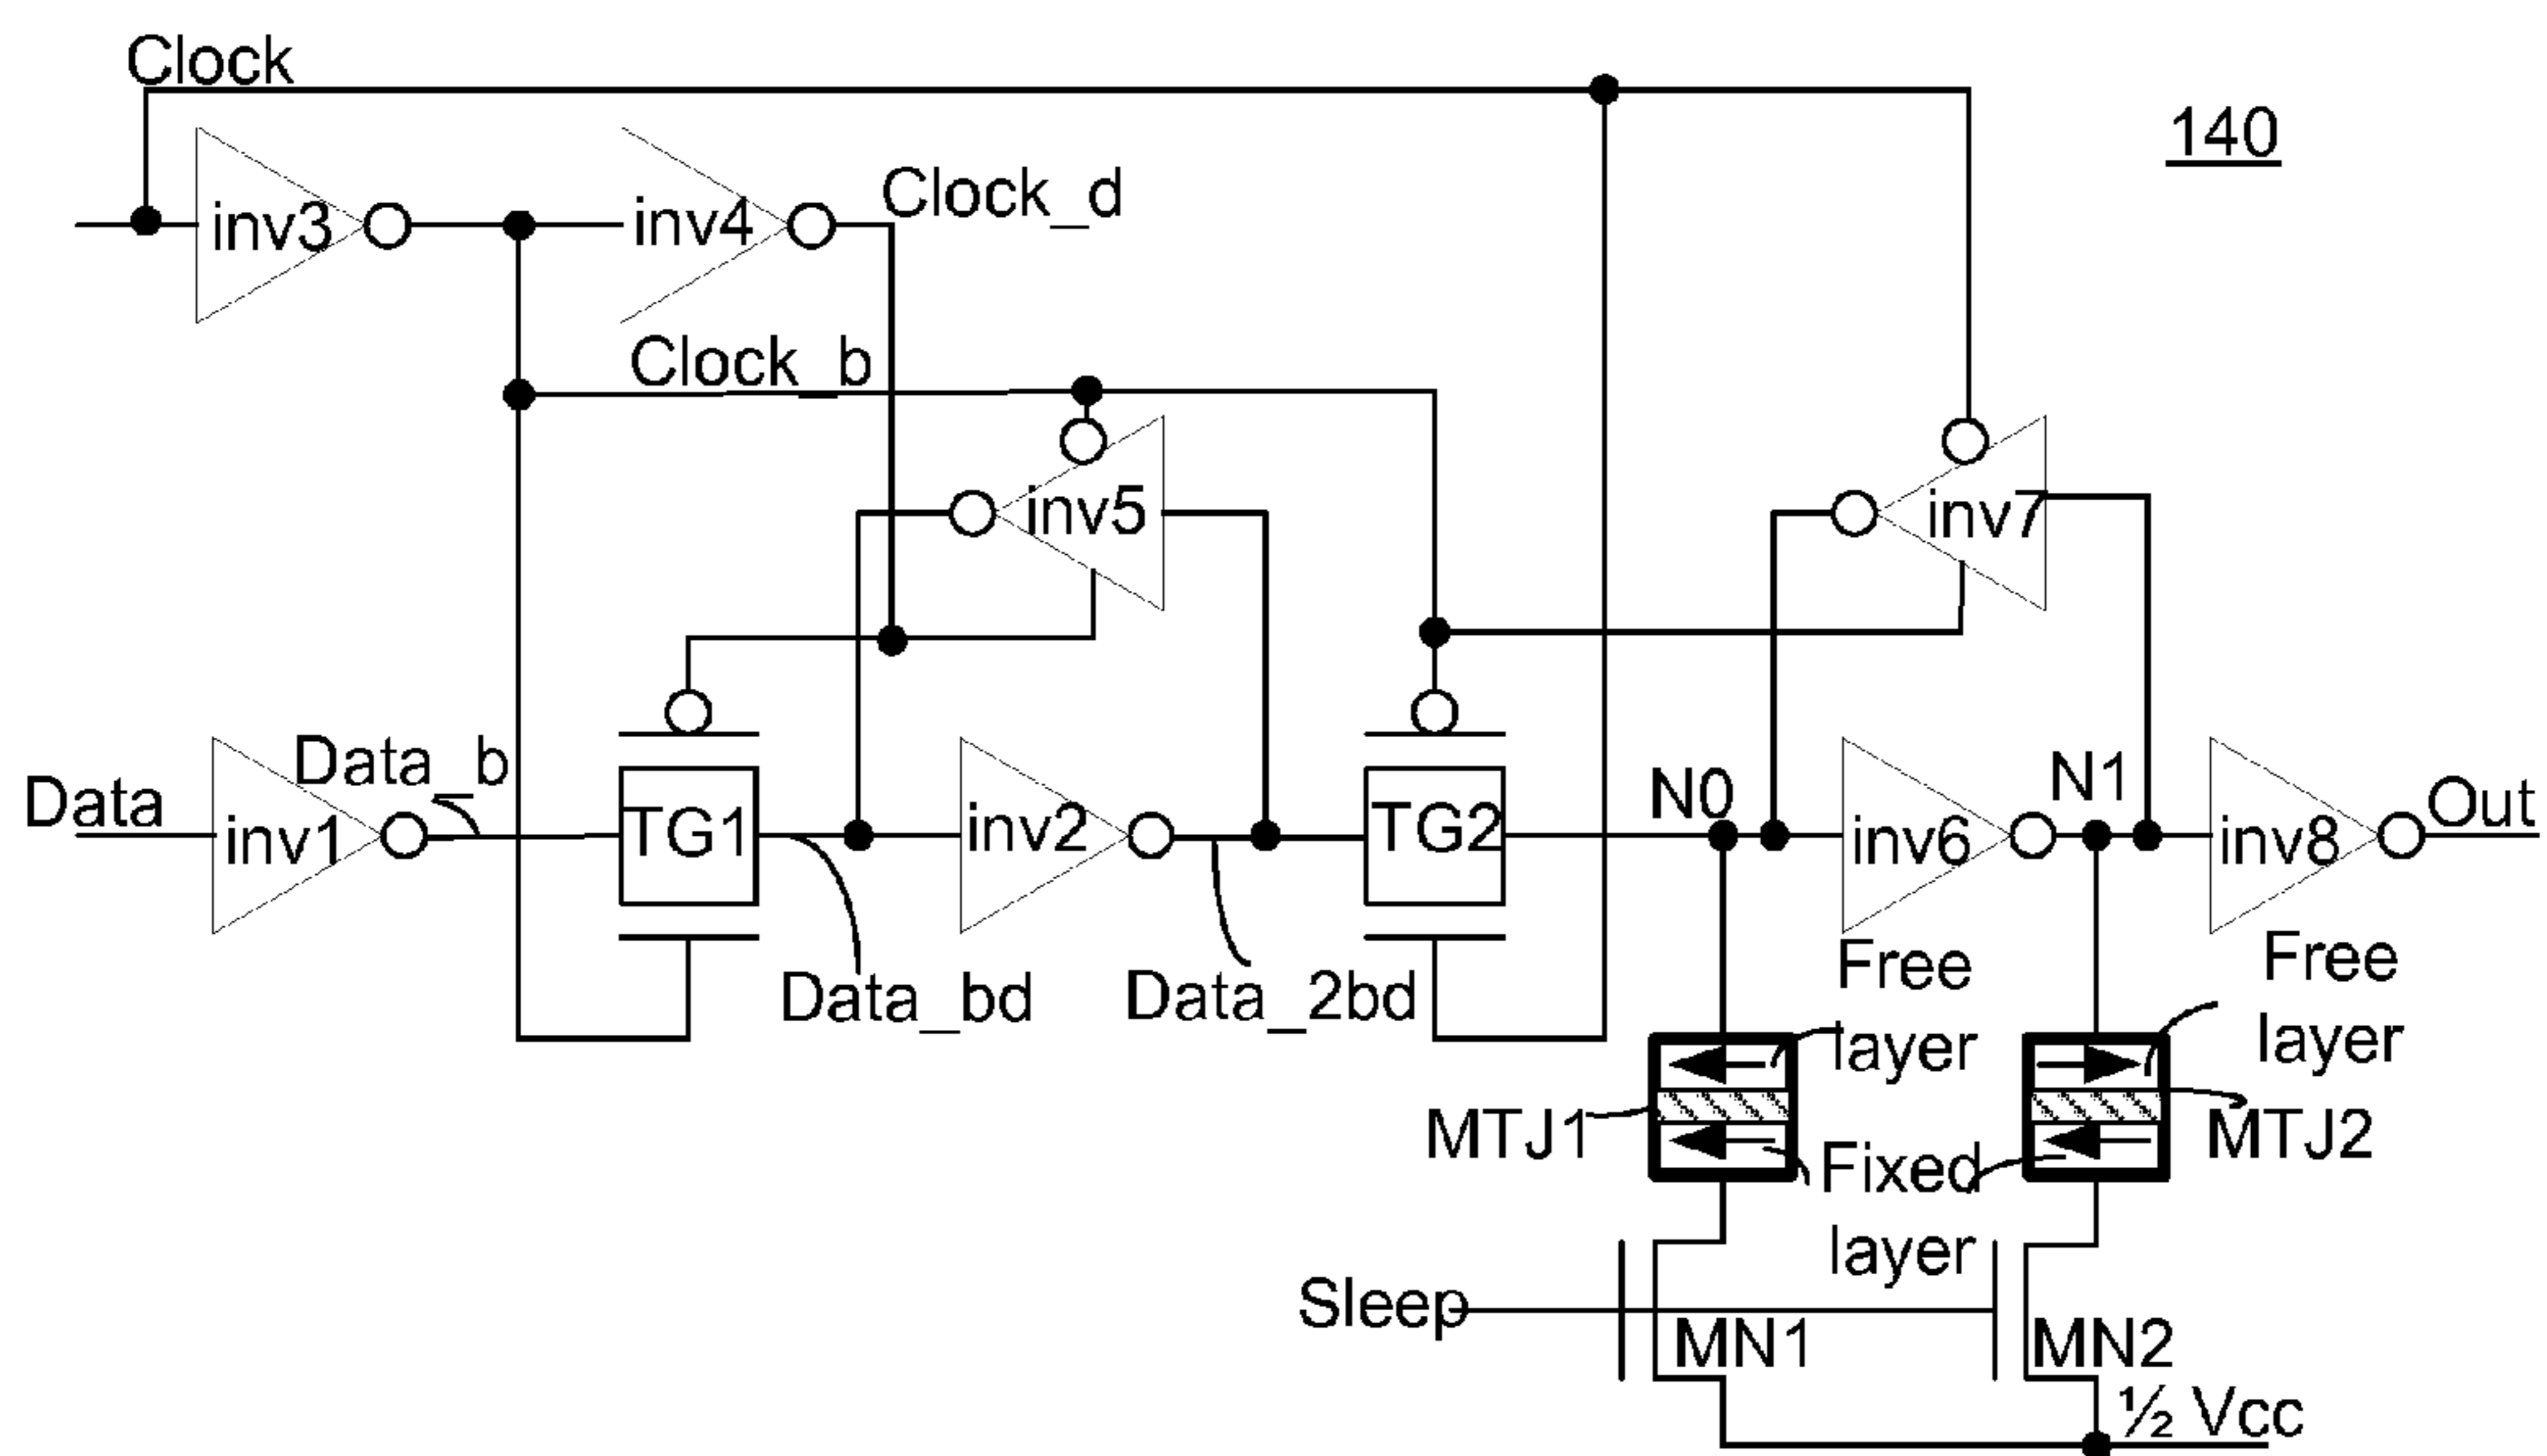 Clock
140
Clock_d
inv3
inv4
Clock_b
inv5
inv7
Data_b
Data
inv1
TG1
inv2
TG2
N0
inv6
N1
inv8
Out
Data_bd
Data_2bd
Free
layer
Free
layer
MTJ1
MTJ2
Fixed
layer
Sleep
MN1
MN2
½ Vcc